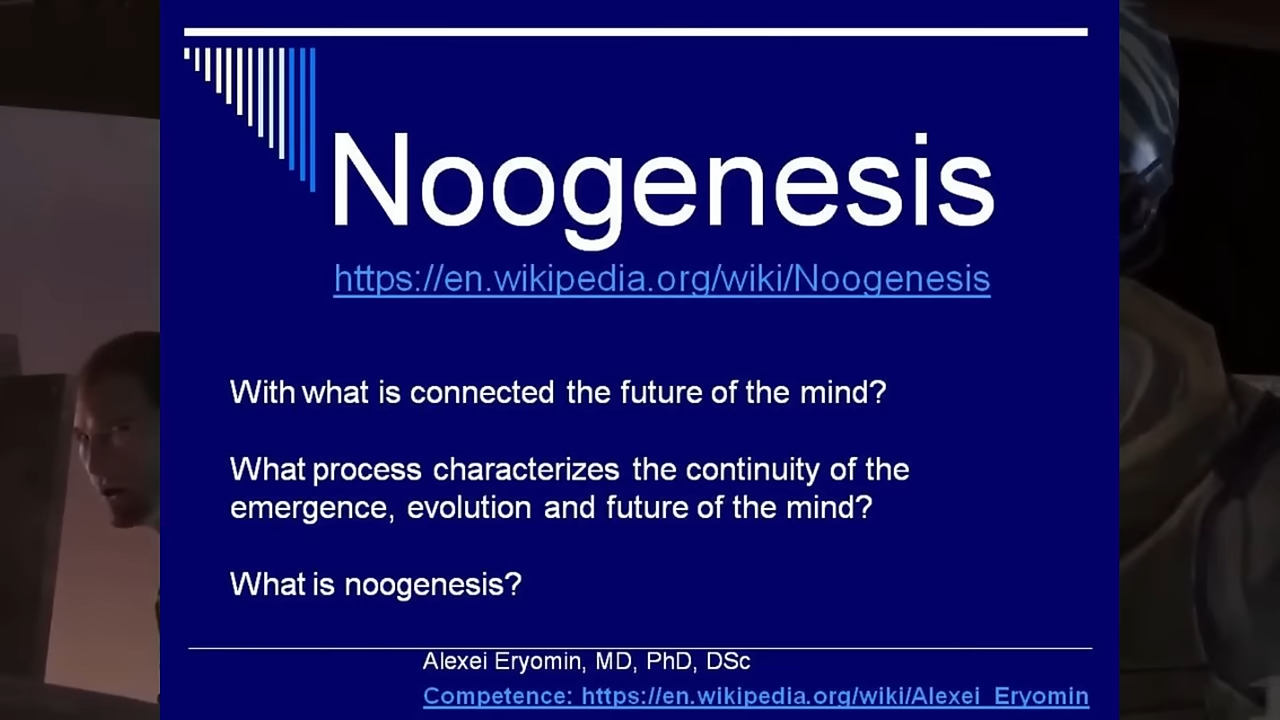 Noogenesis
https://en.wikipedia.org/wiki/Noogenesis
With what is connected the future of the mind?
What process characterizes the continuity of the
emergence, evolution and future of the mind?
What is noogenesis?
Alexei Eryomin, MD, PhD, DSc
Competence: https://en.wikipedia.org/wiki/Alexei_Eryomin